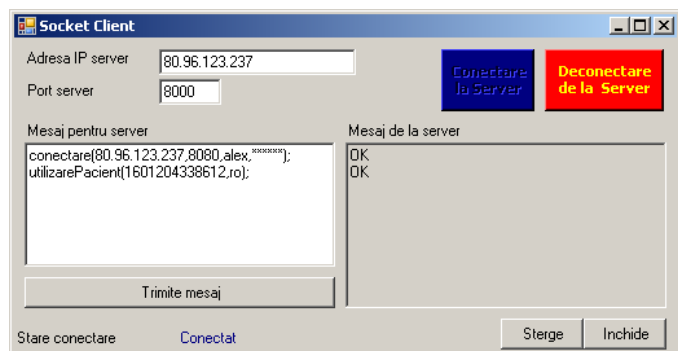 Socket Client
Adresa IP server
80.96.123.237
Port server
8000
Conectare
la Server
Deconectare
de la Server
Mesaj pentru server
conectare(80.96.123.237,8080,alex,******);
utilizarePacient(1601204338612,ro);
Mesaj de la server
OK
OK
Trimite mesaj
Stare conectare
Conectat
Sterge
Inchide